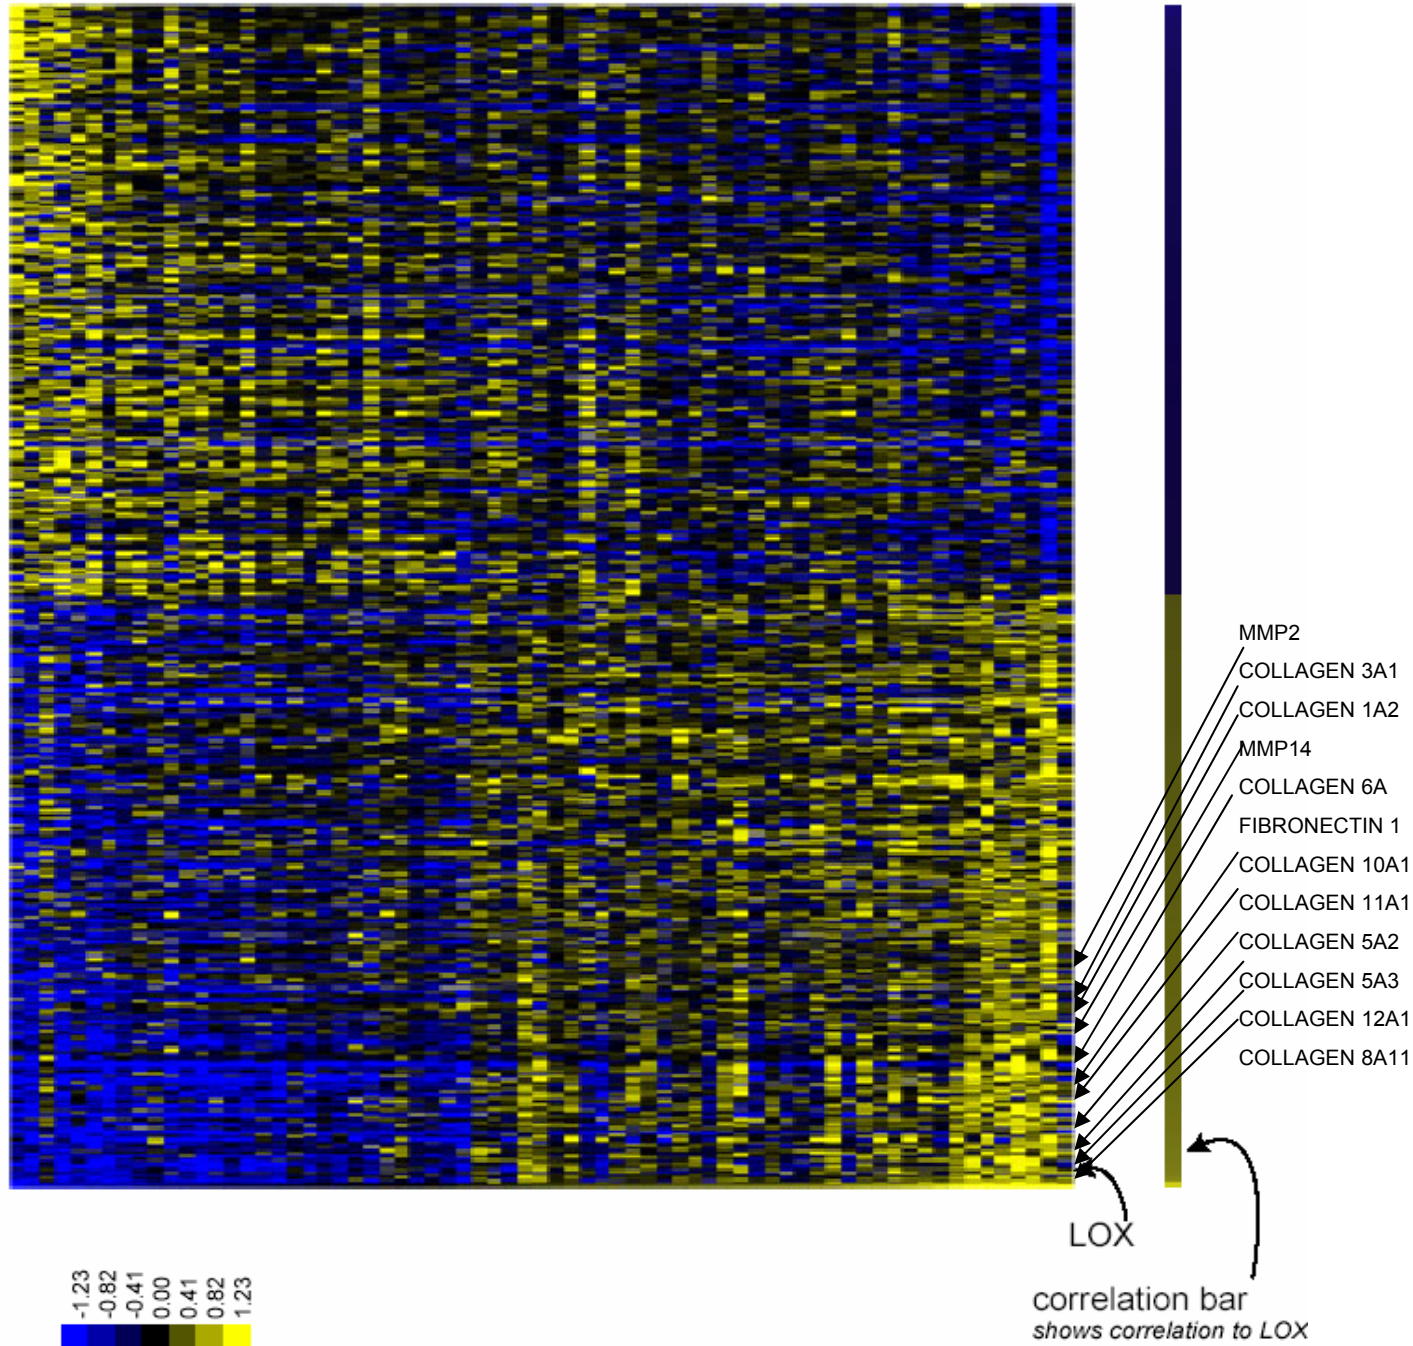 MMP2
COLLAGEN 3A1
COLLAGEN 1A2
MMP14
COLLAGEN 6A
FIBRONECTIN 1
COLLAGEN 10A1
COLLAGEN 11A1
COLLAGEN 5A2
COLLAGEN 5A3
COLLAGEN 12A1
COLLAGEN 8A11
LOX
correlation bar
shows correlation to LOX
-1.23
-0.82
-0.41
0.00
0.41
0.82
1.23